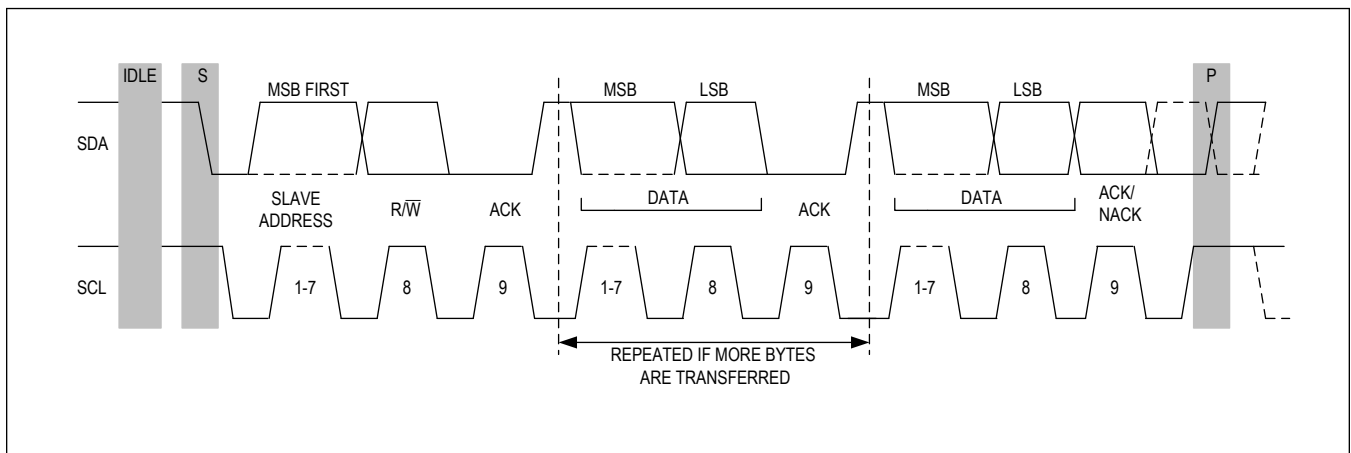 IDLE
S
P
MSB FIRST
MSB
LSB
MSB
LSB
SDA
SLAVE
ADDRESS
R/W̅
ACK
DATA
ACK
DATA
ACK/
NACK
SCL
1-7
8
9
1-7
8
9
1-7
8
9
REPEATED IF MORE BYTES
ARE TRANSFERRED